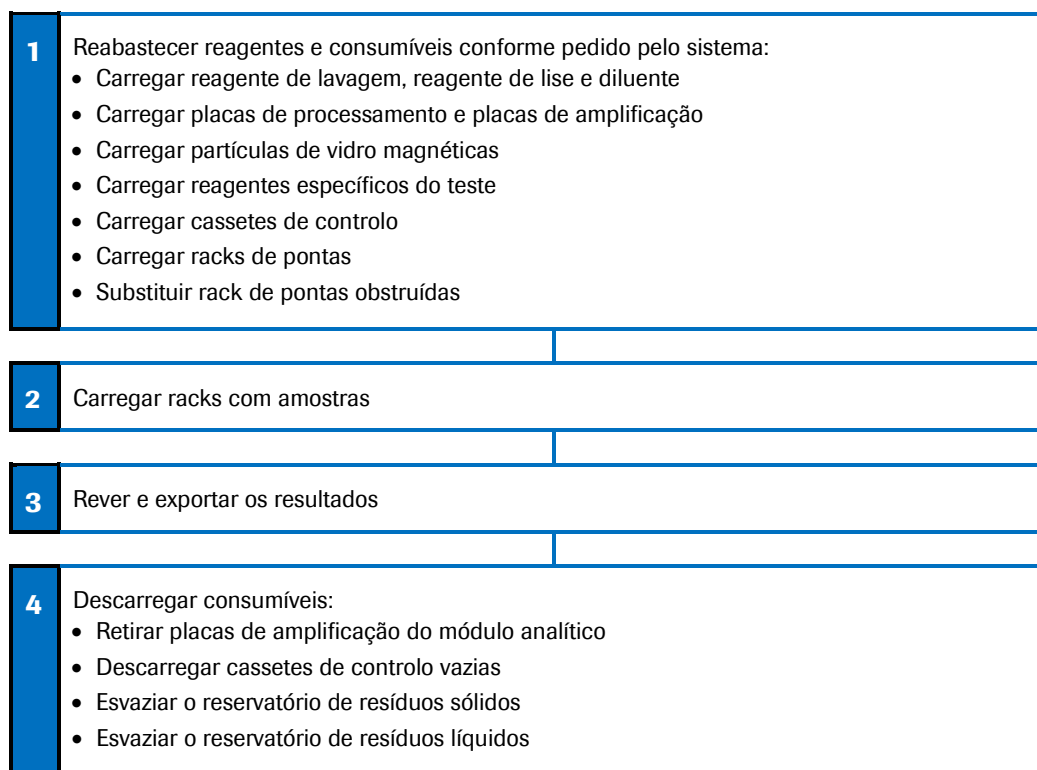 1
Reabastecer reagentes e consumíveis conforme pedido pelo sistema:
• Carregar reagente de lavagem, reagente de lise e diluente
• Carregar placas de processamento e placas de amplificação
• Carregar partículas de vidro magnéticas
• Carregar reagentes específicos do teste
• Carregar cassetes de controlo
• Carregar racks de pontas
• Substituir rack de pontas obstruídas
2
Carregar racks com amostras
3
Rever e exportar os resultados
4
Descarregar consumíveis:
• Retirar placas de amplificação do módulo analítico
• Descarregar cassetes de controlo vazias
• Esvaziar o reservatório de resíduos sólidos
• Esvaziar o reservatório de resíduos líquidos